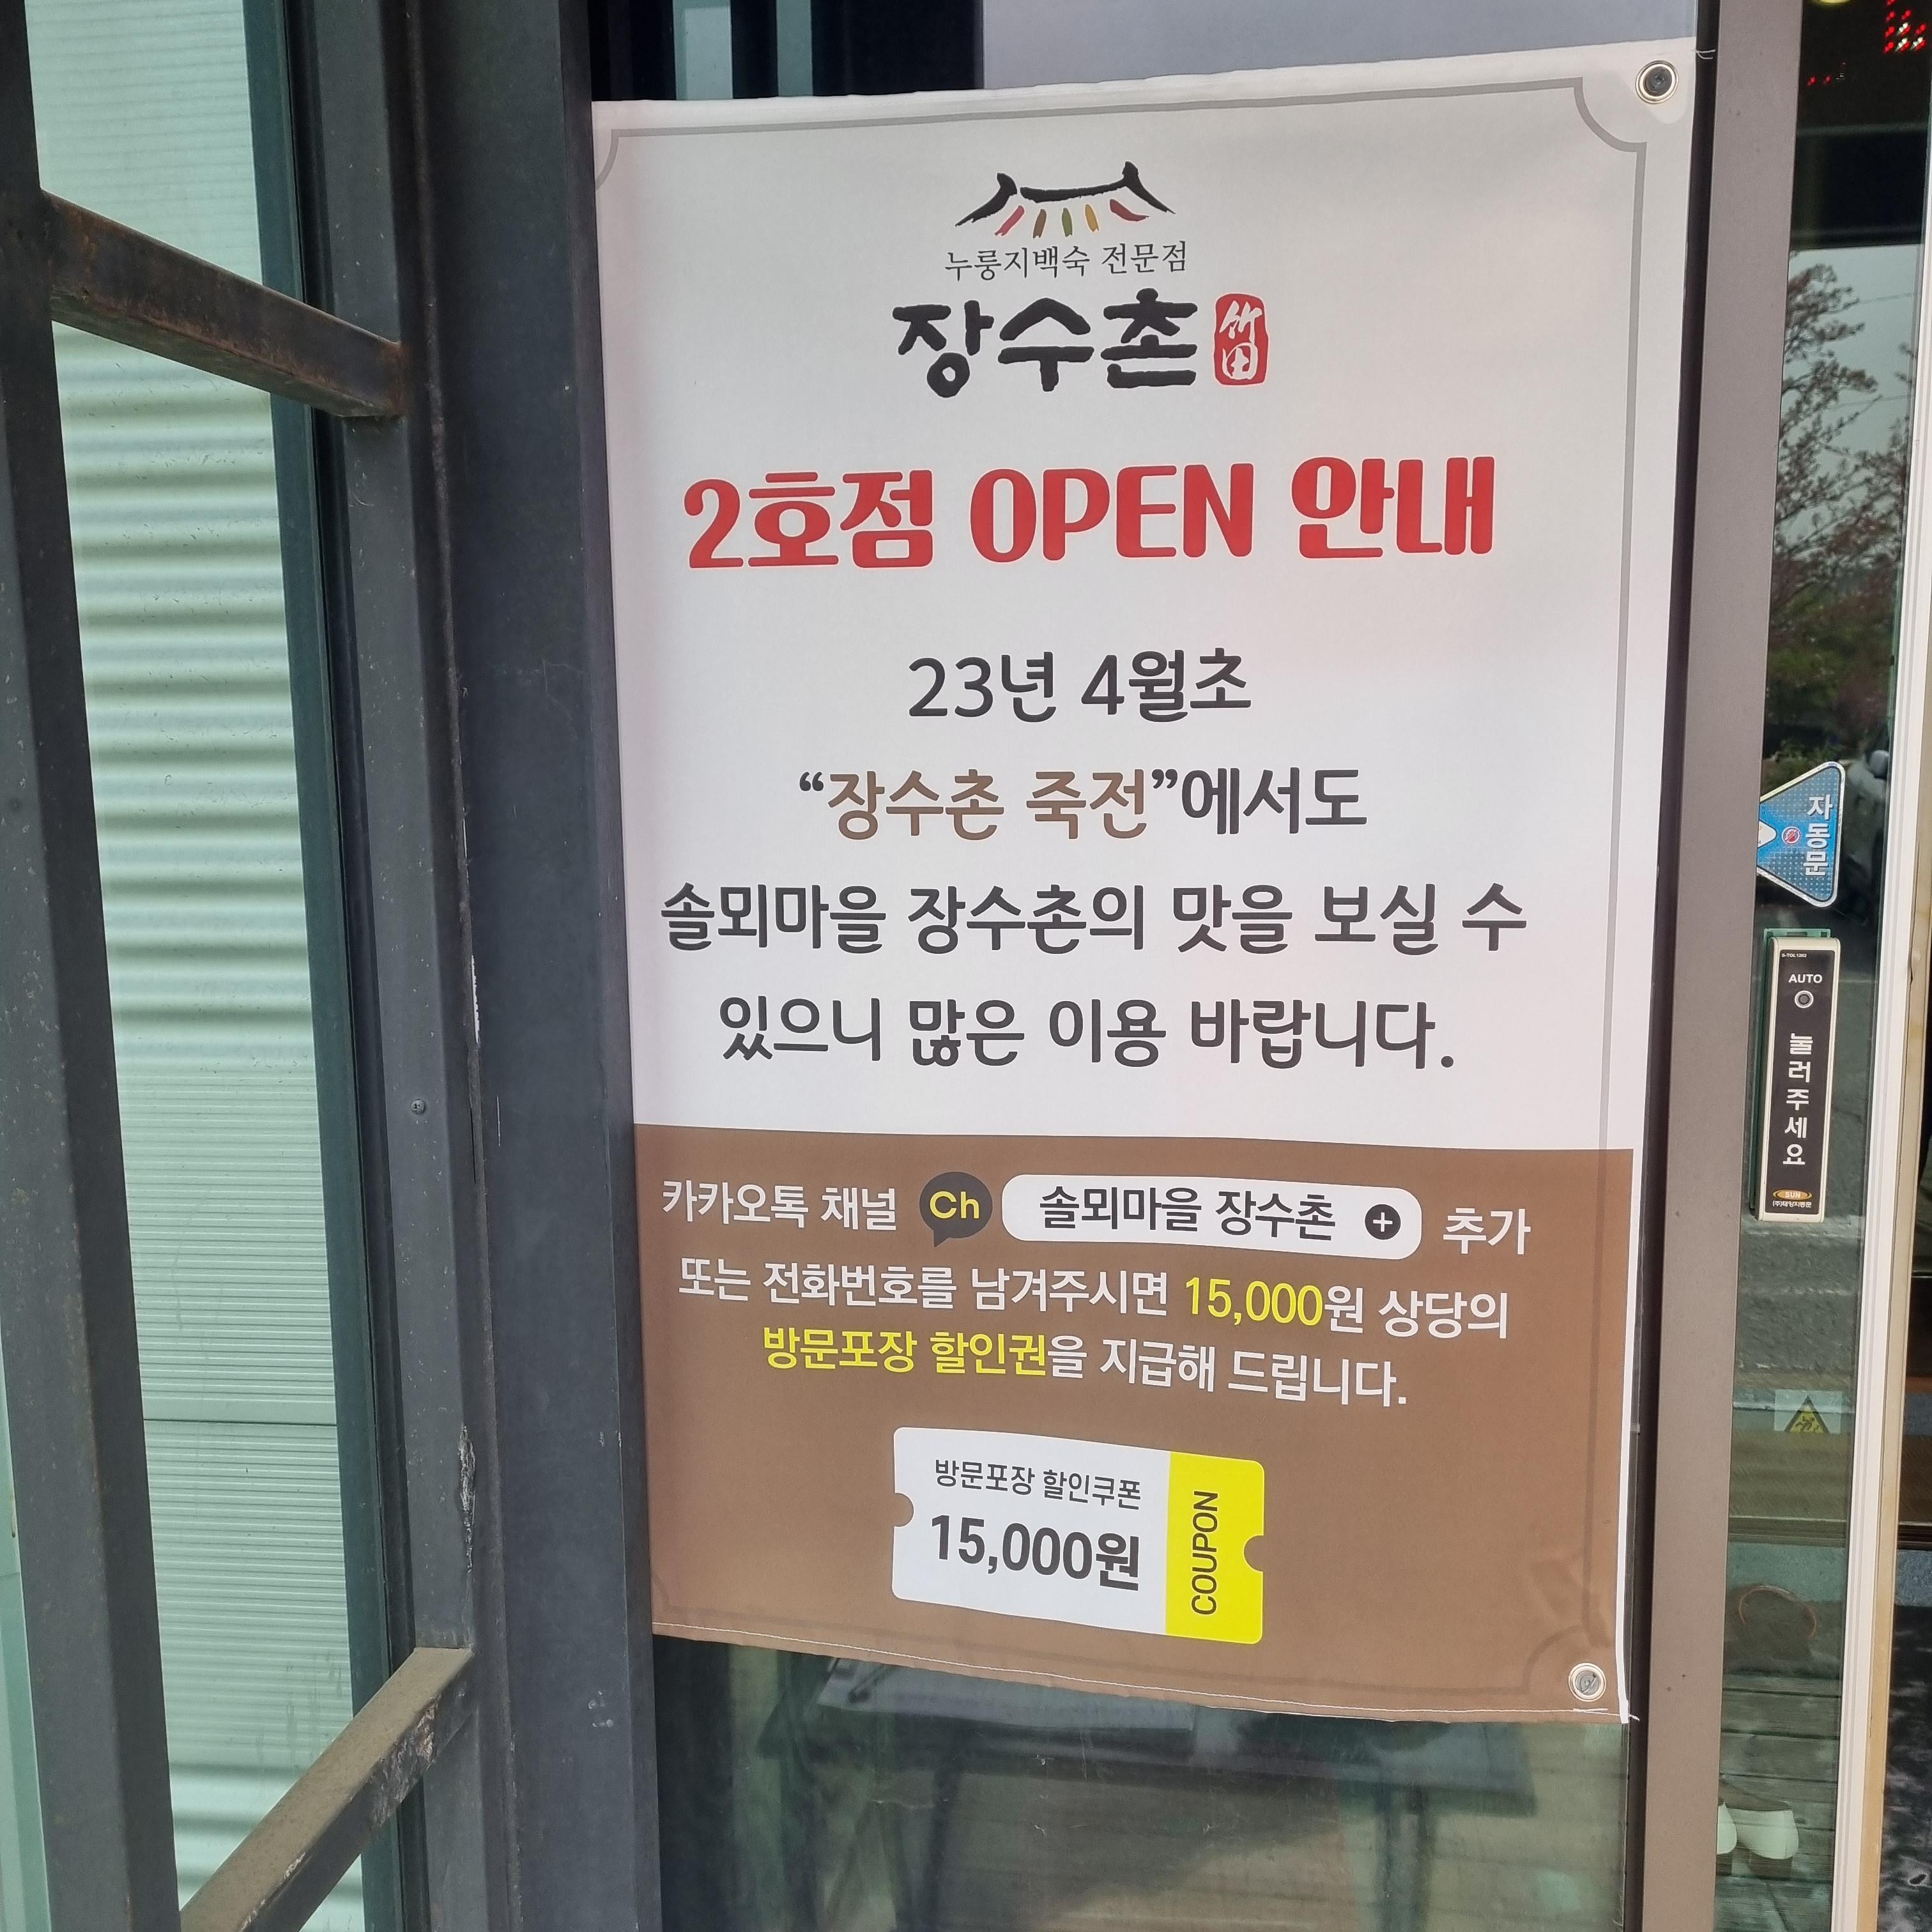 누룽지백숙 전문점
장수촌 竹田
2호점 OPEN 안내
23년 4월초
“장수촌 죽전”에서도
솔뫼마을 장수촌의 맛을 보실 수
있으니 많은 이용 바랍니다.
카카오톡 채널 Ch 솔뫼마을 장수촌 + 추가
또는 전화번호를 남겨주시면 15,000원 상당의
방문포장 할인권을 지급해 드립니다.
방문포장 할인쿠폰
15,000원
COUPON
자동문
AUTO
눌러주세요
SUN